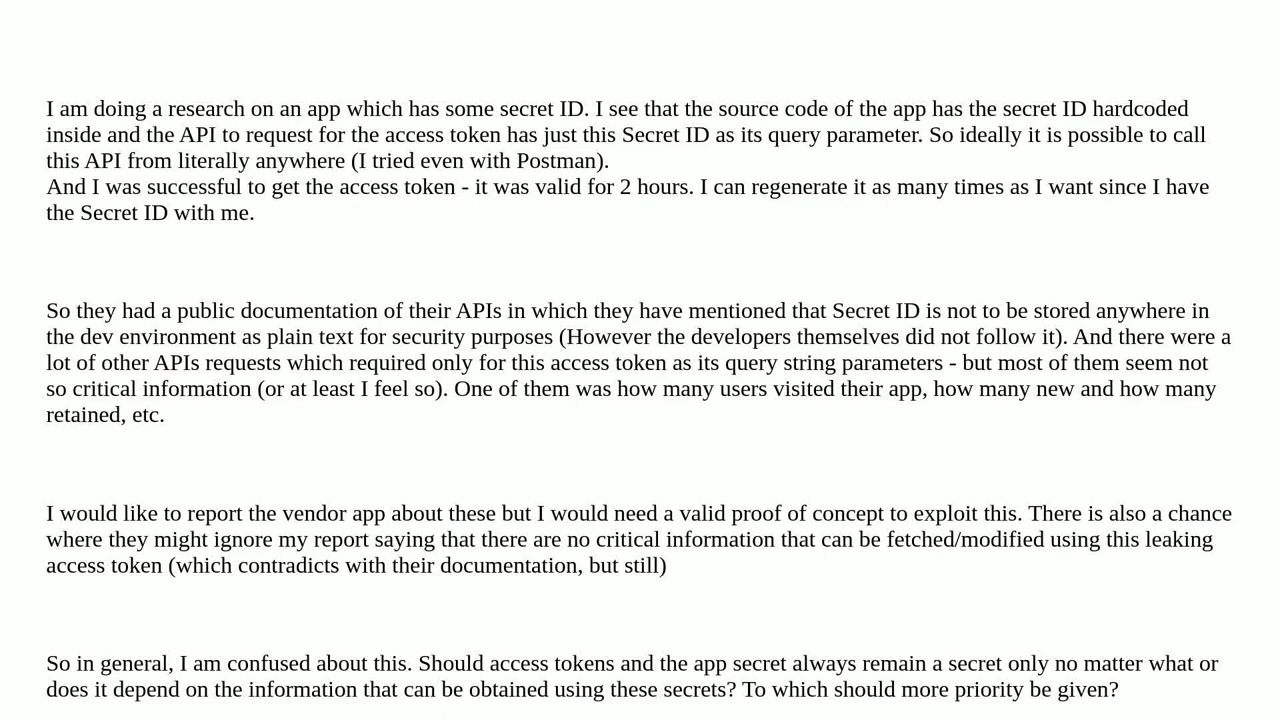 I am doing a research on an app which has some secret ID. I see that the source code of the app has the secret ID hardcoded
inside and the API to request for the access token has just this Secret ID as its query parameter. So ideally it is possible to call
this API from literally anywhere (I tried even with Postman).
And I was successful to get the access token - it was valid for 2 hours. I can regenerate it as many times as I want since I have
the Secret ID with me.
So they had a public documentation of their APIs in which they have mentioned that Secret ID is not to be stored anywhere in
the dev environment as plain text for security purposes (However the developers themselves did not follow it). And there were a
lot of other APIs requests which required only for this access token as its query string parameters - but most of them seem not
so critical information (or at least I feel so). One of them was how many users visited their app, how many new and how many
retained, etc.
I would like to report the vendor app about these but I would need a valid proof of concept to exploit this. There is also a chance
where they might ignore my report saying that there are no critical information that can be fetched/modified using this leaking
access token (which contradicts with their documentation, but still)
So in general, I am confused about this. Should access tokens and the app secret always remain a secret only no matter what or
does it depend on the information that can be obtained using these secrets? To which should more priority be given?